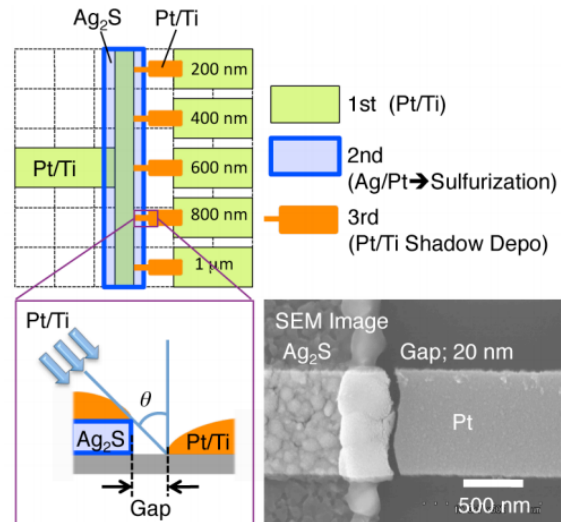 Ag₂S
Pt/Ti
200 nm
400 nm
Pt/Ti
600 nm
800 nm
1 μm
1st (Pt/Ti)
2nd
(Ag/Pt➔Sulfurization)
3rd
(Pt/Ti Shadow Depo)
Pt/Ti
θ
Ag₂S
Pt/Ti
Gap
SEM Image
Ag₂S
Gap; 20 nm
Pt
500 nm